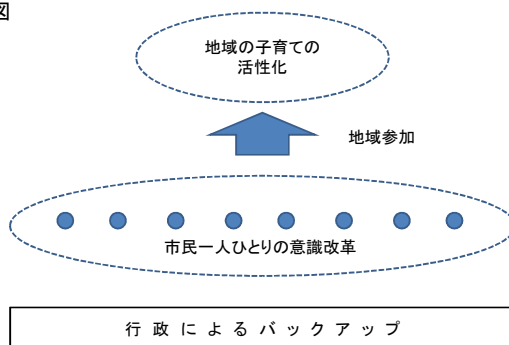 図
地域の子育ての
活性化
地域参加
市民一人ひとりの意識改革
行政によるバックアップ